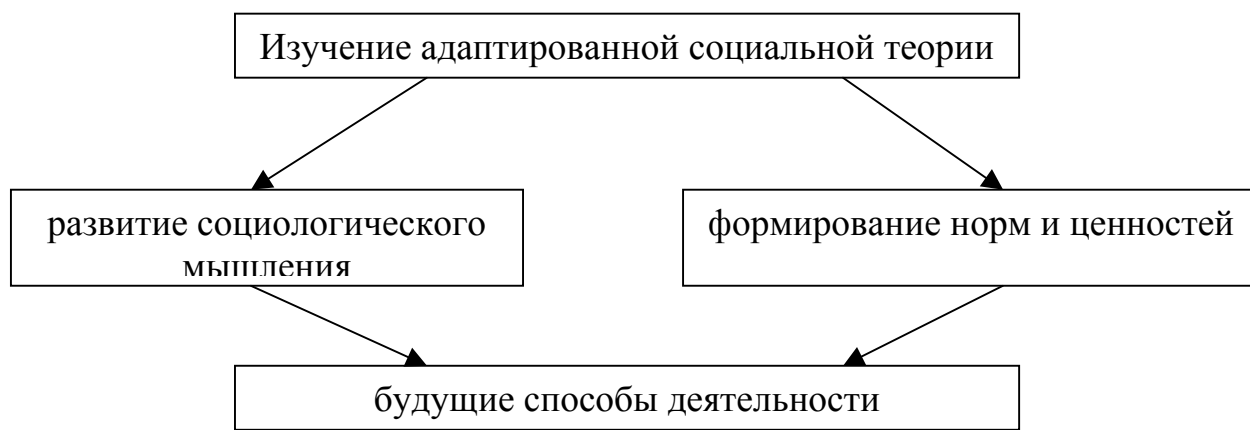 Изучение адаптированной социальной теории
развитие социологического
мышления
формирование норм и ценностей
будущие способы деятельности